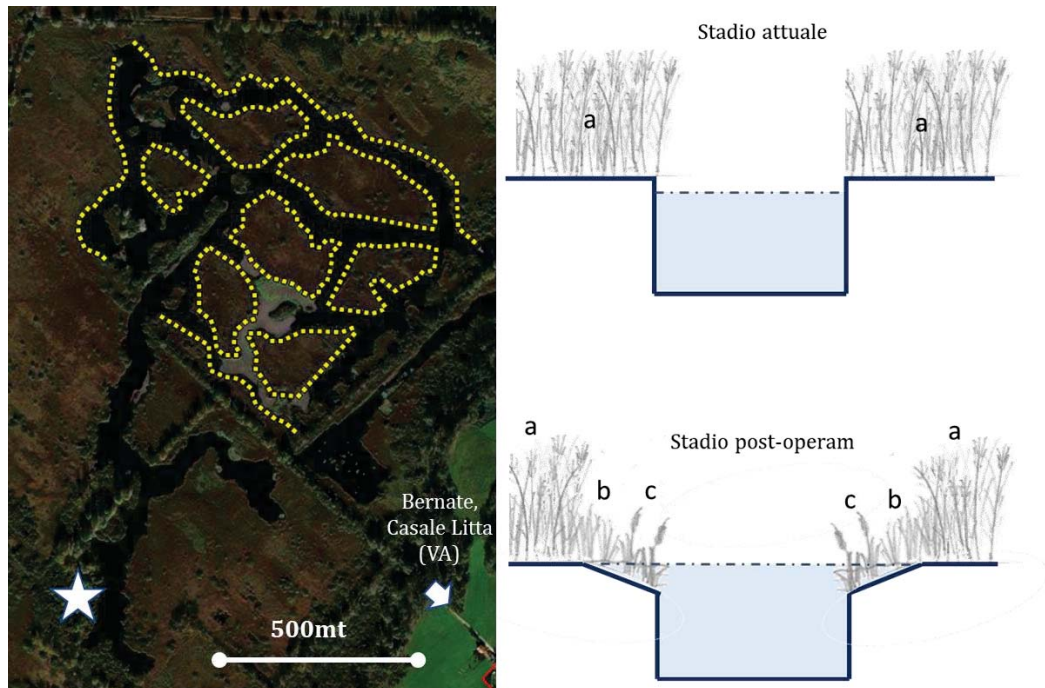 Bernate,
Casale Litta
(VA)
500mt
Stadio attuale
a
a
Stadio post-operam
a
a
b
c
c
b